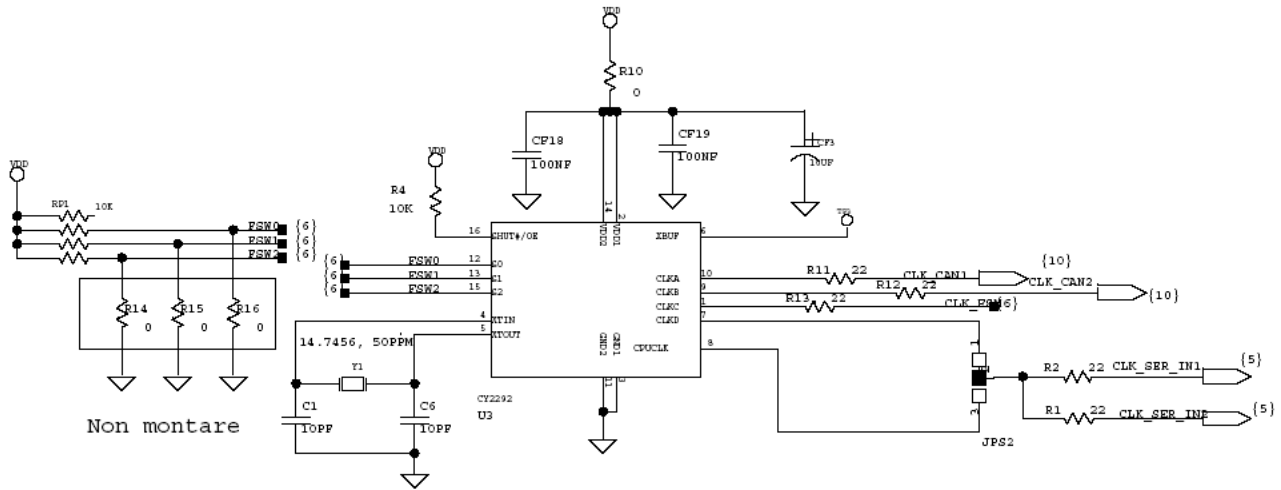 VDD
R10
0
CF18
100NF
CF19
100NF
CF3
10UF
VDD
RP1
10K
FSW0
{6}
FSW1
{6}
FSW2
{6}
R14
0
R15
0
R16
0
Non montare
VDD
R4
10K
{6}
FSW0
FSW1
{6}
FSW2
16
12
13
15
4
5
SHUT#/OE
S0
S1
S2
XTIN
XTOUT
14
2
VDD2
VDD1
XBUF
CLKA
CLKB
CLKC
CLKD
CPUCLK
GND2
GND1
11
3
6
10
9
1
7
8
CY2292
U3
14.7456, 50PPM
Y1
C1
10PF
C6
10PF
R11
22
CLK_CAN1
{10}
R12
22
CLK_CAN2
{10}
R13
22
{6}
1
3
JPS2
R2
22
CLK_SER_IN1
{5}
R1
22
CLK_SER_IN2
{5}